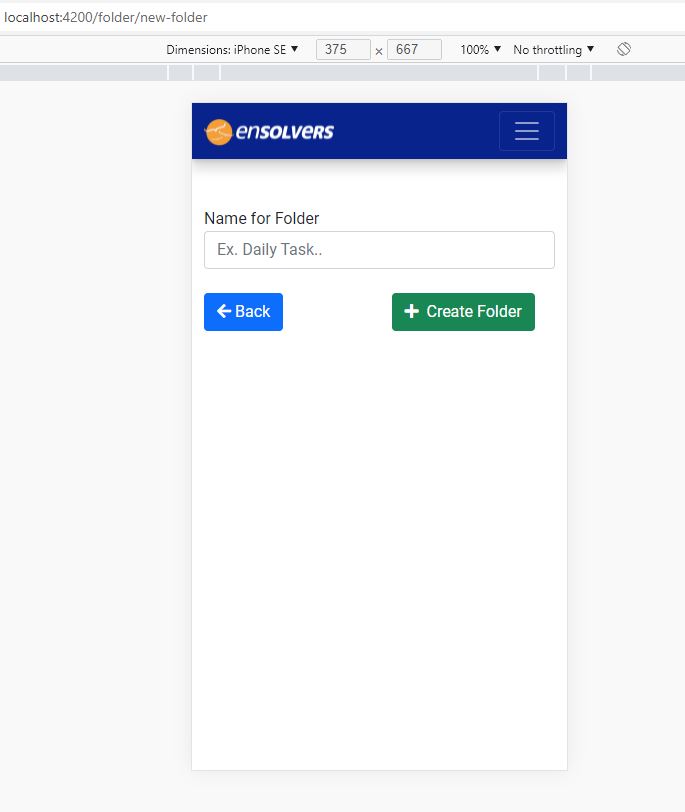 localhost:4200/folder/new-folder
Dimensions: iPhone SE ▼ 375 × 667 100% ▼ No throttling ▼
ensolvers
Name for Folder
Ex. Daily Task..
Back
Create Folder